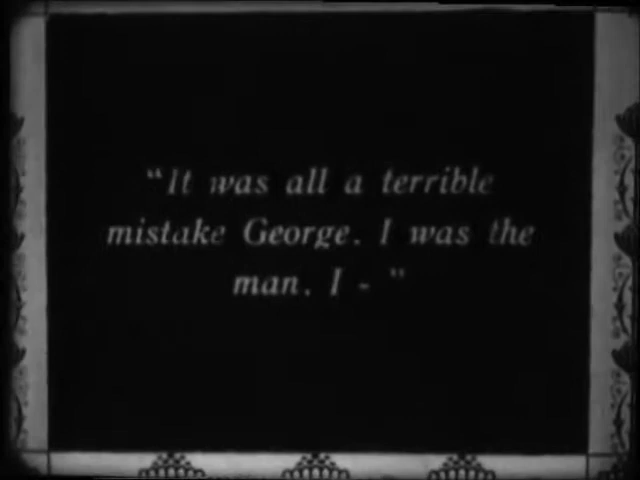 “It was all a terrible
mistake George. I was the
man. I - ”